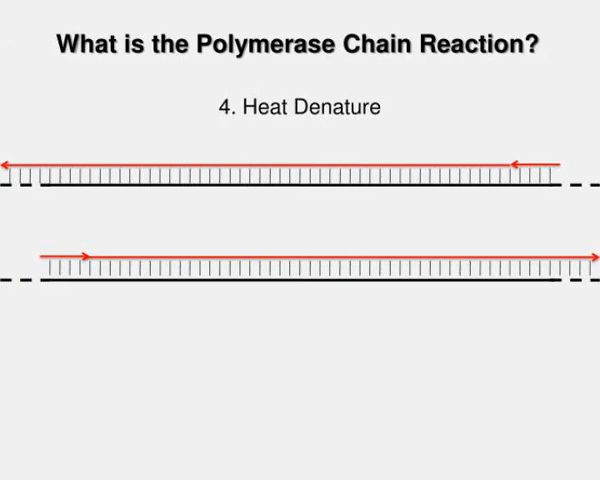 What is the Polymerase Chain Reaction?
4. Heat Denature